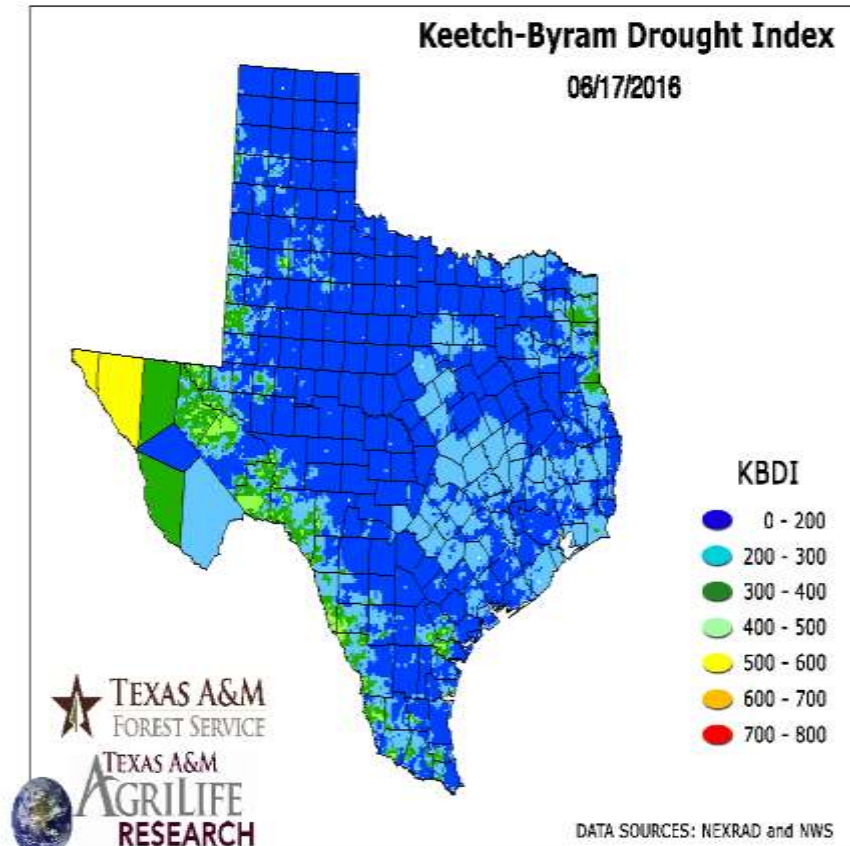 Keetch-Byram Drought Index
06/17/2016
KBDI
0 - 200
200 - 300
300 - 400
400 - 500
500 - 600
600 - 700
700 - 800
TEXAS A&M
FOREST SERVICE
TEXAS A&M
AGRILIFE
RESEARCH
DATA SOURCES: NEXRAD and NWS